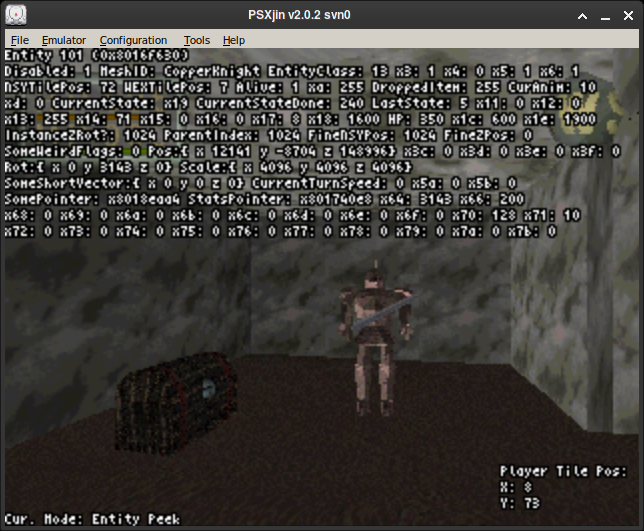 PSXjin v2.0.2 svn0
File Emulator Configuration Tools Help
Entity 101 (0x8016f630)
Disabled: 1 MeshID: CopperKnight EntityClass: 13 x3: 1 x4: 0 x5: 1 x6: 1
NSYTilePos: 72 WEXTilePos: 7 Alive: 1 xa: 255 DroppedItem: 255 CurAnim: 10
xd: 0 CurrentState: x19 CurrentStateDone: 240 LastState: 5 x11: 0 x12: 0
x13: 255 x14: 71 x15: 0 x16: 0 x17: 8 x18: 1600 HP: 350 x1c: 600 x1e: 1900
Instance2Rot?: 1024 ParentIndex: 1024 FineNSYPos: 1024 Fine2Pos: 0
SomeWeirdFlags: 0 Pos:{ x 12141 y -8704 z 148996} x3c: 0 x3d: 0 x3e: 0 x3f: 0
Rot:{ x 0 y 3143 z 0} Scale:{ x 4096 y 4096 z 4096}
SomeShortVector:{ x 0 y 0 z 0} CurrentTurnSpeed: 0 x5a: 0 x5b: 0
SomePointer: x8018eaa4 StatsPointer: x801740e8 x64: 3143 x66: 200
x68: 0 x69: 0 x6a: 0 x6b: 0 x6c: 0 x6d: 0 x6e: 0 x6f: 0 x70: 128 x71: 10
x72: 0 x73: 0 x74: 0 x75: 0 x76: 0 x77: 0 x78: 0 x79: 0 x7a: 0 x7b: 0
Player Tile Pos:
X: 8
Y: 73
Cur. Mode: Entity Peek